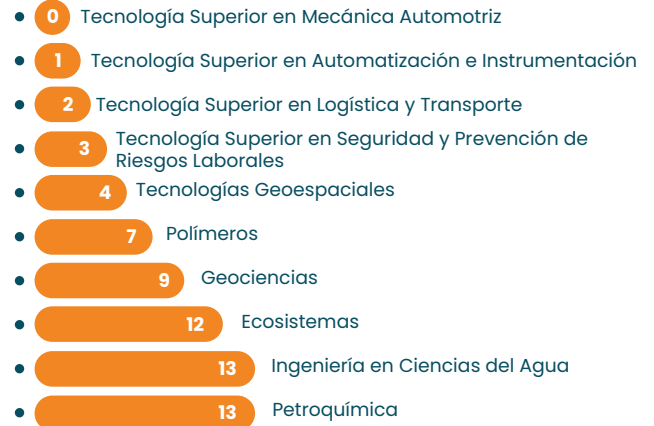 0 Tecnología Superior en Mecánica Automotriz
1 Tecnología Superior en Automatización e Instrumentación
2 Tecnología Superior en Logística y Transporte
3 Tecnología Superior en Seguridad y Prevención de
Riesgos Laborales
4 Tecnologías Geoespaciales
7 Polímeros
9 Geociencias
12 Ecosistemas
13 Ingeniería en Ciencias del Agua
13 Petroquímica